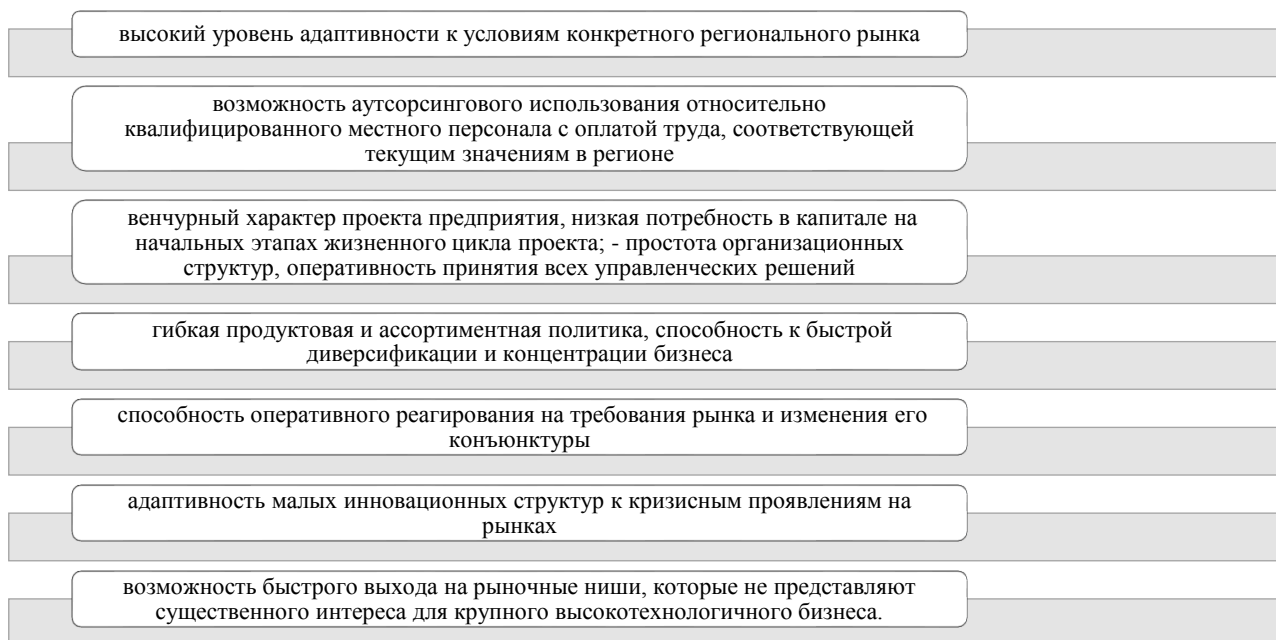 высокий уровень адаптивности к условиям конкретного регионального рынка
возможность аутсорсингового использования относительно
квалифицированного местного персонала с оплатой труда, соответствующей
текущим значениям в регионе
венчурный характер проекта предприятия, низкая потребность в капитале на
начальных этапах жизненного цикла проекта; - простота организационных
структур, оперативность принятия всех управленческих решений
гибкая продуктовая и ассортиментная политика, способность к быстрой
диверсификации и концентрации бизнеса
способность оперативного реагирования на требования рынка и изменения его
конъюнктуры
адаптивность малых инновационных структур к кризисным проявлениям на
рынках
возможность быстрого выхода на рыночные ниши, которые не представляют
существенного интереса для крупного высокотехнологичного бизнеса.